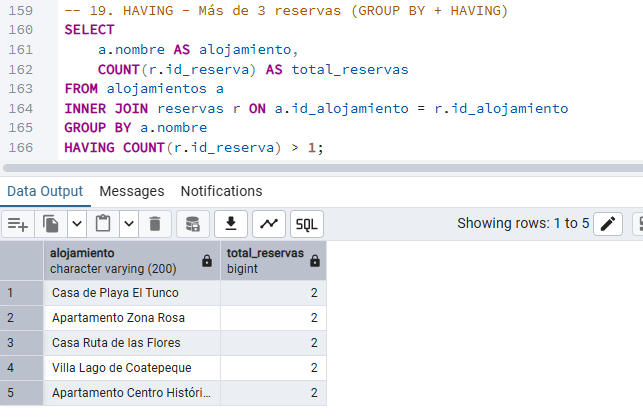 159 -- 19. HAVING - Más de 3 reservas (GROUP BY + HAVING)
160 SELECT
161 a.nombre AS alojamiento,
162 COUNT(r.id_reserva) AS total_reservas
163 FROM alojamientos a
164 INNER JOIN reservas r ON a.id_alojamiento = r.id_alojamiento
165 GROUP BY a.nombre
166 HAVING COUNT(r.id_reserva) > 1;
Data Output Messages Notifications
SQL Showing rows: 1 to 5
alojamiento total_reservas
character varying (200) bigint
1 Casa de Playa El Tunco 2
2 Apartamento Zona Rosa 2
3 Casa Ruta de las Flores 2
4 Villa Lago de Coatepeque 2
5 Apartamento Centro Históri... 2